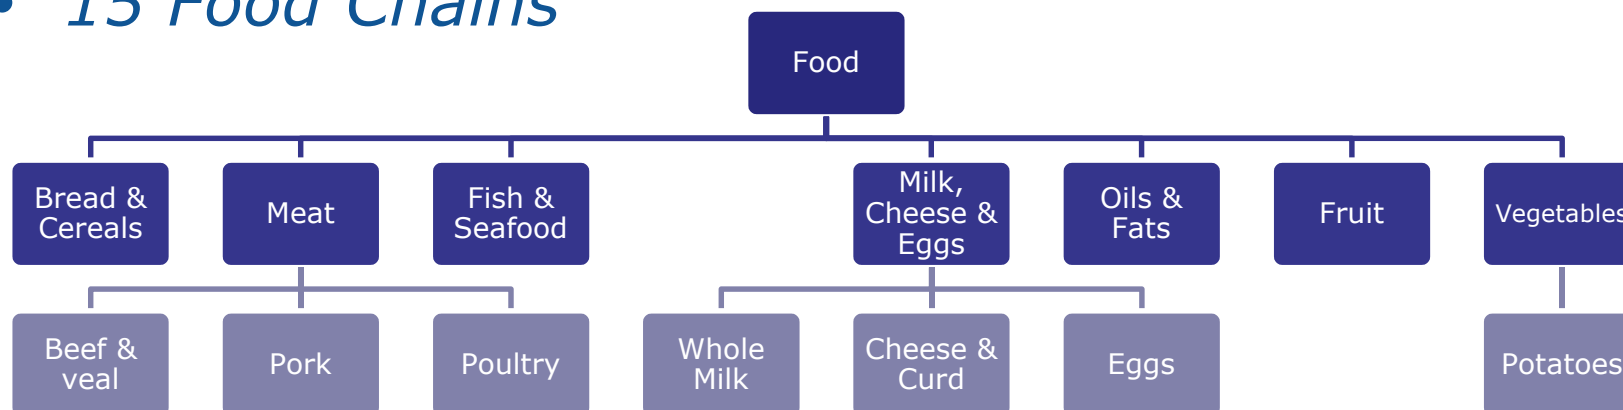 • 15 Food Chains
Food
Bread &
Cereals
Meat
Fish &
Seafood
Milk,
Cheese &
Eggs
Oils &
Fats
Fruit
Vegetables
Beef &
veal
Pork
Poultry
Whole
Milk
Cheese &
Curd
Eggs
Potatoes